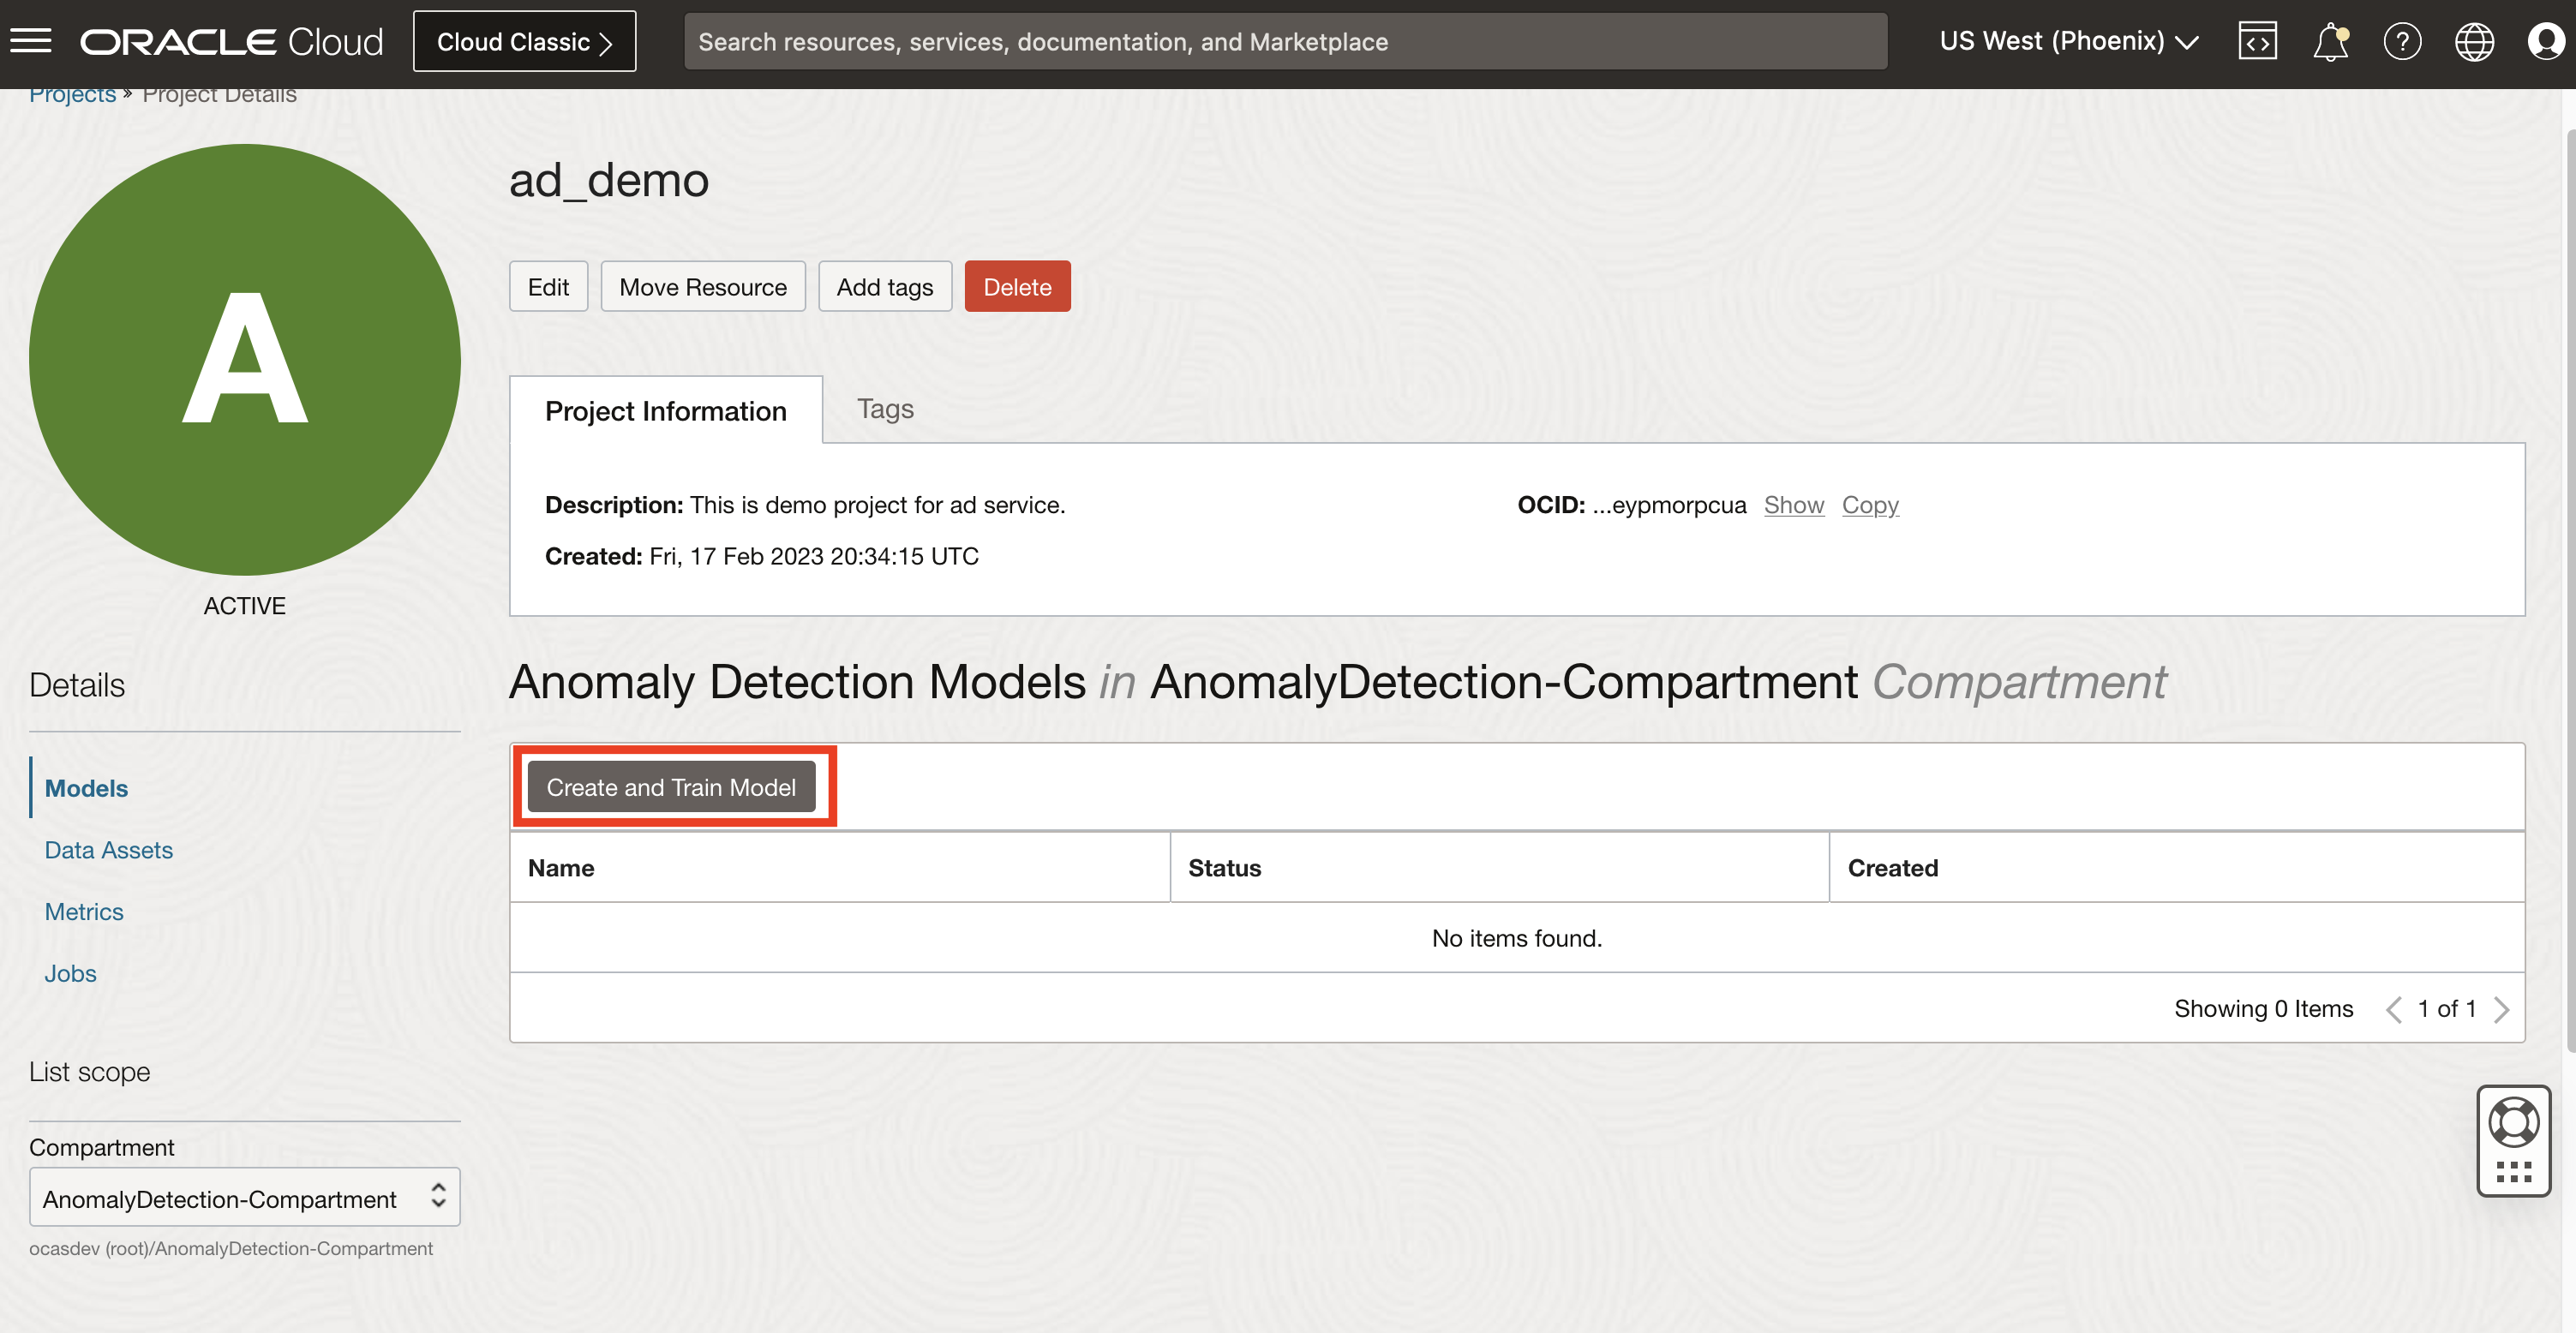 ORACLE Cloud
Cloud Classic
Search resources, services, documentation, and Marketplace
US West (Phoenix)
Projects » Project Details
A
ACTIVE
ad_demo
Edit
Move Resource
Add tags
Delete
Project Information
Tags
Description: This is demo project for ad service.
OCID: ...eypmorpcua Show Copy
Created: Fri, 17 Feb 2023 20:34:15 UTC
Details
Models
Data Assets
Metrics
Jobs
List scope
Compartment
AnomalyDetection-Compartment
ocasdev (root)/AnomalyDetection-Compartment
Anomaly Detection Models in AnomalyDetection-Compartment Compartment
Create and Train Model
Name
Status
Created
No items found.
Showing 0 Items
1 of 1